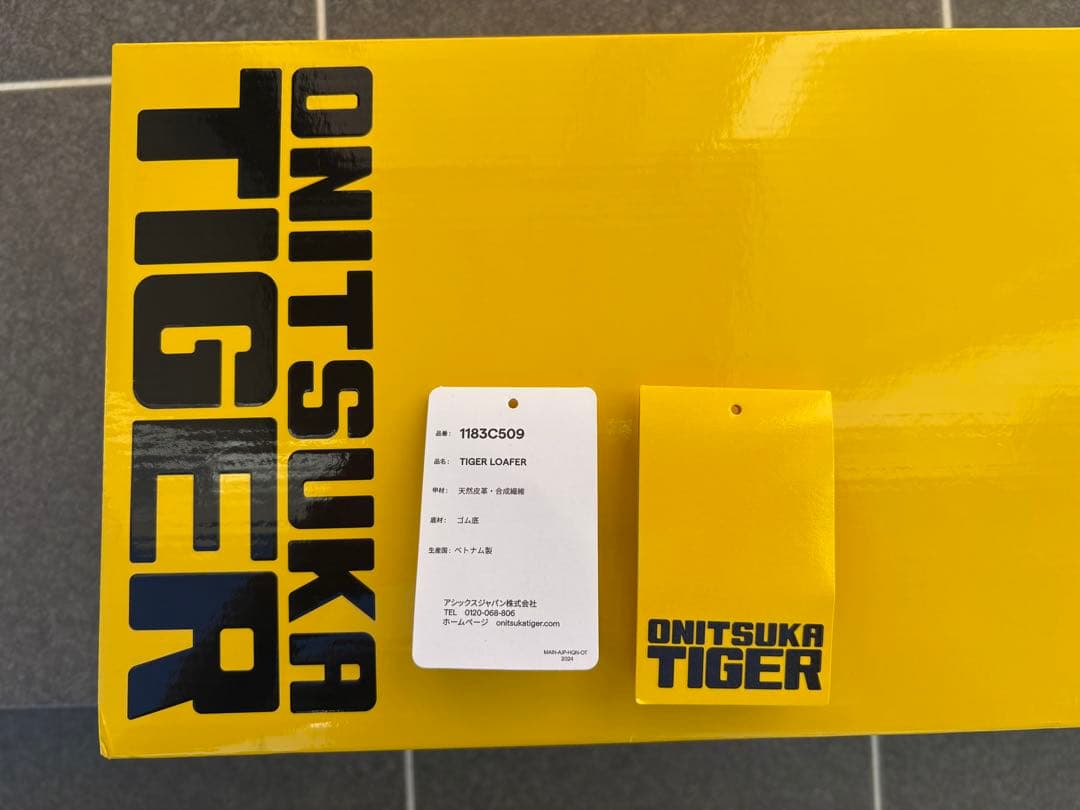 ONITSUKA
TIGER
品番: 1183C509
品名: TIGER LOAFER
甲材: 天然皮革・合成繊維
底材: ゴム底
生産国: ベトナム製
アシックスジャパン株式会社
TEL 0120-068-806
ホームページ onitsukatiger.com
MAIN-AJP-HQN-OT
2024
ONITSUKA
TIGER